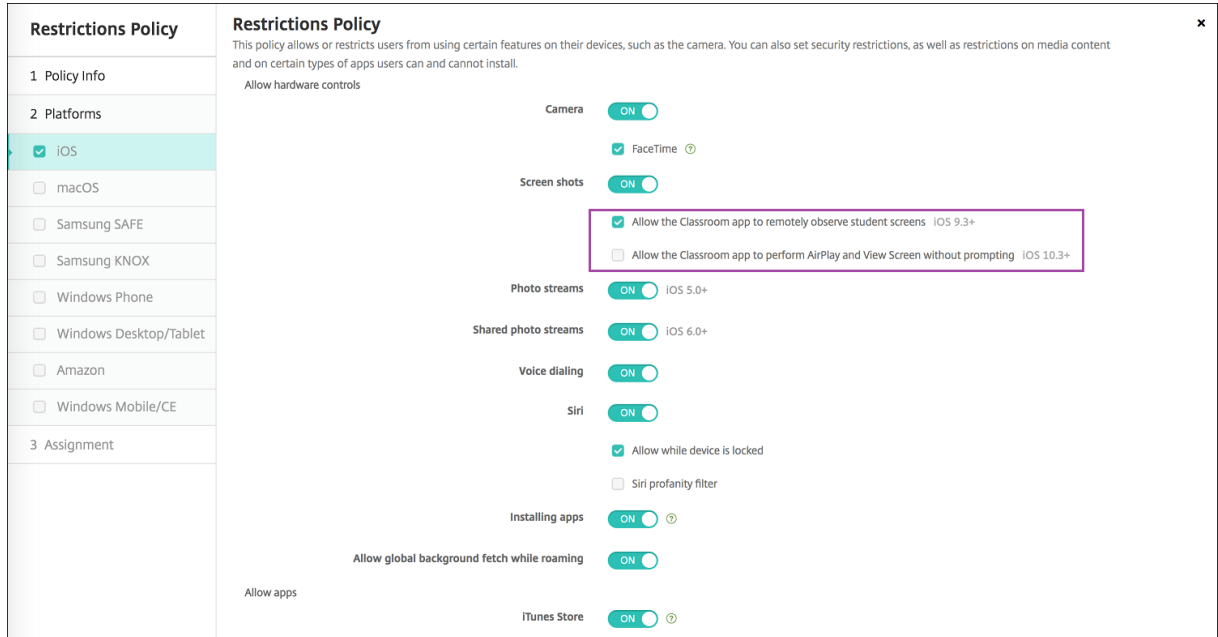 Restrictions Policy
1 Policy Info
2 Platforms
iOS
macOS
Samsung SAFE
Samsung KNOX
Windows Phone
Windows Desktop/Tablet
Amazon
Windows Mobile/CE
3 Assignment
Restrictions Policy
This policy allows or restricts users from using certain features on their devices, such as the camera. You can also set security restrictions, as well as restrictions on media content
and on certain types of apps users can and cannot install.
Allow hardware controls
Camera ON
FaceTime ?
Screen shots ON
Allow the Classroom app to remotely observe student screens iOS 9.3+
Allow the Classroom app to perform AirPlay and View Screen without prompting iOS 10.3+
Photo streams ON iOS 5.0+
Shared photo streams ON iOS 6.0+
Voice dialing ON
Siri ON
Allow while device is locked
Siri profanity filter
Installing apps ON ?
Allow global background fetch while roaming ON
Allow apps
iTunes Store ON ?